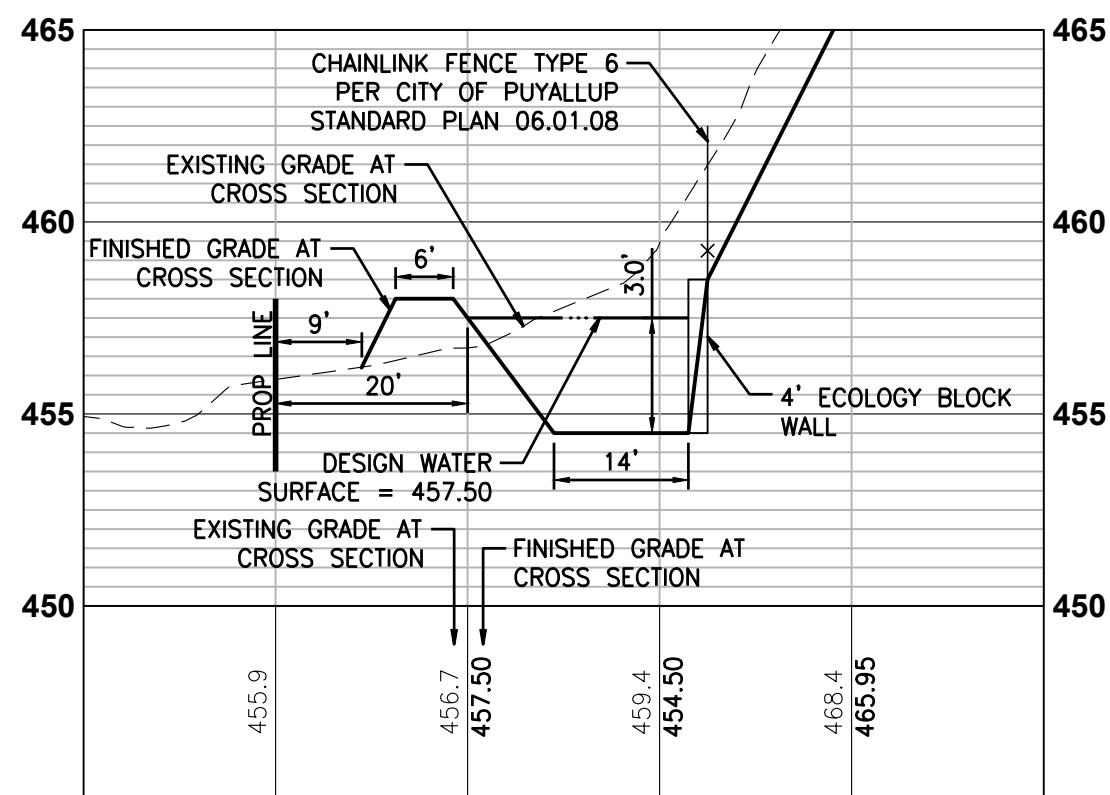 465
465
CHAINLINK FENCE TYPE 6
PER CITY OF PUYALLUP
STANDARD PLAN 06.01.08
EXISTING GRADE AT
CROSS SECTION
460
460
FINISHED GRADE AT
CROSS SECTION
6'
3.0'
PROP LINE
9'
20'
4' ECOLOGY BLOCK
WALL
455
455
DESIGN WATER
SURFACE = 457.50
14'
EXISTING GRADE AT
CROSS SECTION
FINISHED GRADE AT
CROSS SECTION
450
450
455.9
456.7
457.50
459.4
454.50
468.4
465.95